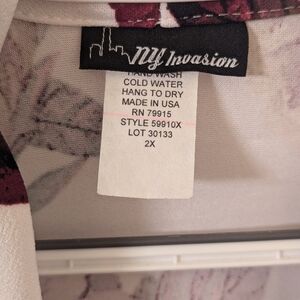 NY Invasion
HAND WASH
COLD WATER
HANG TO DRY
MADE IN USA
RN 79915
STYLE 59910X
LOT 30133
2X